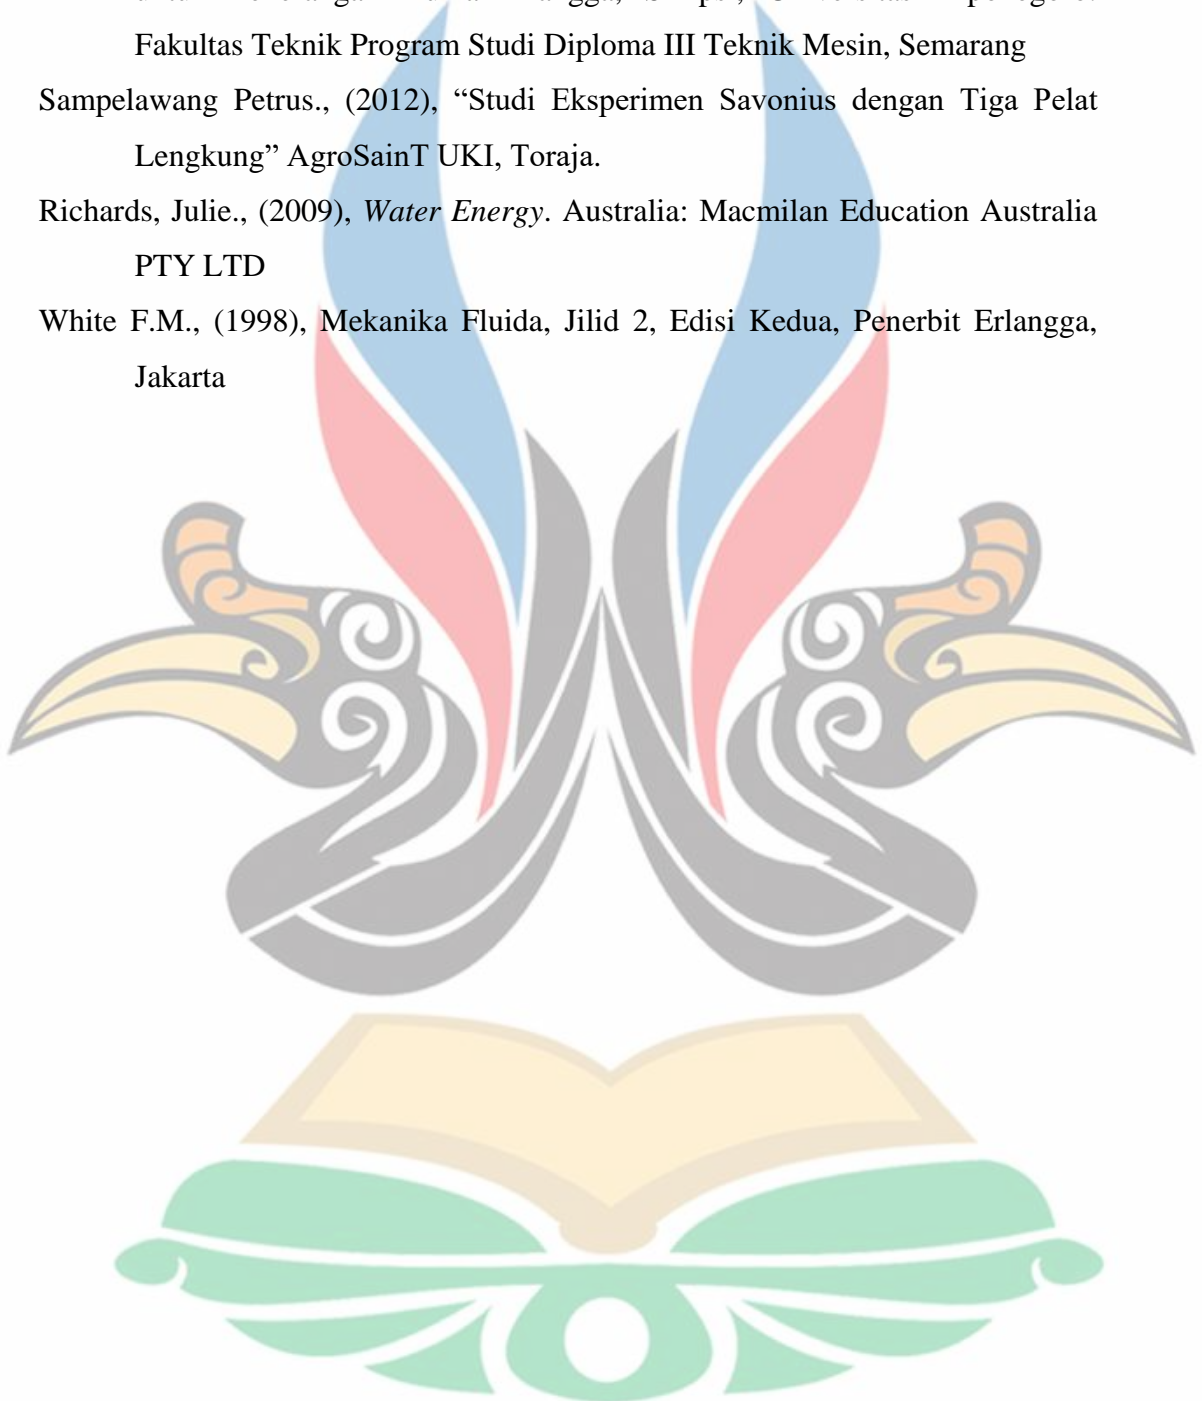 Fakultas Teknik Program Studi Diploma III Teknik Mesin, Semarang
Sampelawang Petrus., (2012), “Studi Eksperimen Savonius dengan Tiga Pelat
Lengkung” AgroSainT UKI, Toraja.
Richards, Julie., (2009), Water Energy. Australia: Macmilan Education Australia
PTY LTD
White F.M., (1998), Mekanika Fluida, Jilid 2, Edisi Kedua, Penerbit Erlangga,
Jakarta